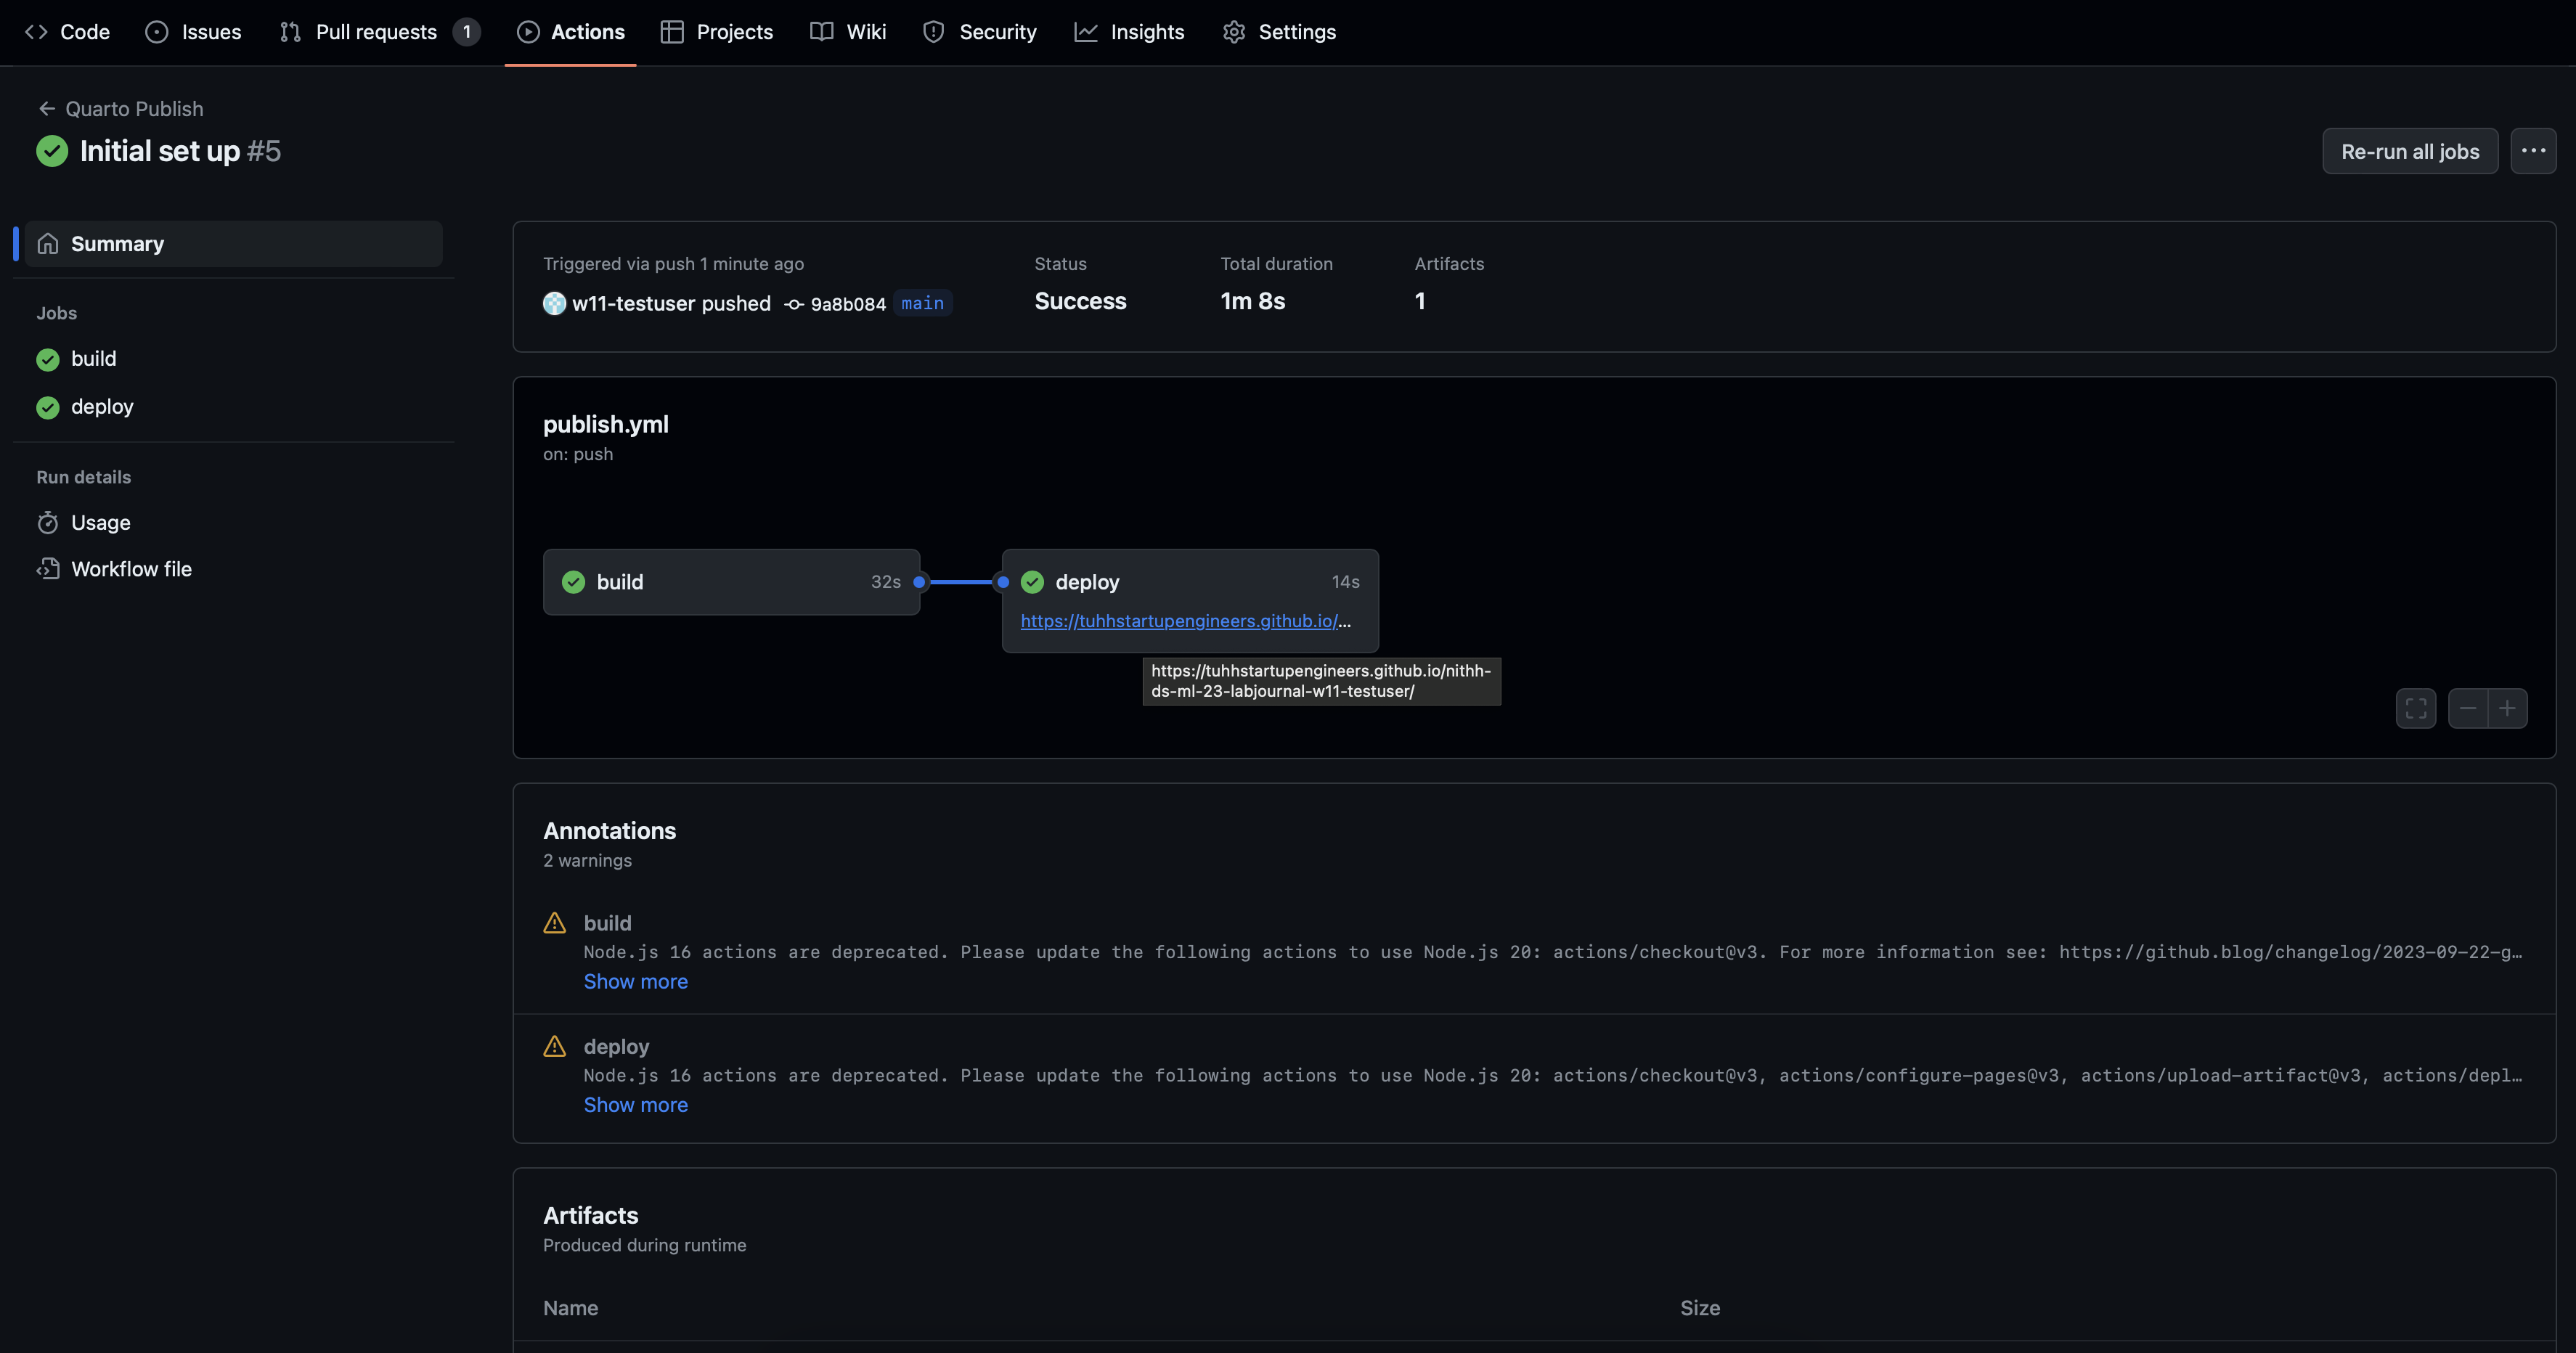 Code Issues Pull requests 1 Actions Projects Wiki Security Insights Settings
Quarto Publish
Initial set up #5
Re-run all jobs
Summary
Jobs
build
deploy
Run details
Usage
Workflow file
Triggered via push 1 minute ago
w11-testuser pushed 9a8b084 main
Status
Success
Total duration
1m 8s
Artifacts
1
publish.yml
on: push
build 32s
deploy 14s
https://tuhhstartupengineers.github.io/...
https://tuhhstartupengineers.github.io/nithh-
ds-ml-23-labjournal-w11-testuser/
Annotations
2 warnings
build
Node.js 16 actions are deprecated. Please update the following actions to use Node.js 20: actions/checkout@v3. For more information see: https://github.blog/changelog/2023-09-22-g…
Show more
deploy
Node.js 16 actions are deprecated. Please update the following actions to use Node.js 20: actions/checkout@v3, actions/configure-pages@v3, actions/upload-artifact@v3, actions/depl…
Show more
Artifacts
Produced during runtime
Name Size